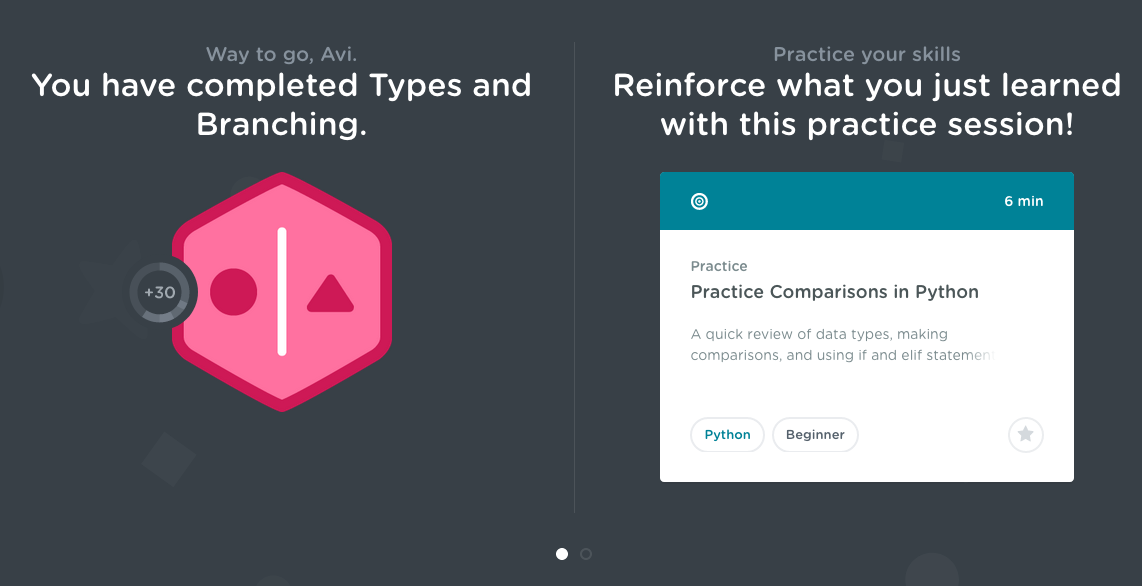 Way to go, Avi.
You have completed Types and
Branching.
+30
Practice your skills
Reinforce what you just learned
with this practice session!
6 min
Practice
Practice Comparisons in Python
A quick review of data types, making
comparisons, and using if and elif statemen
Python
Beginner